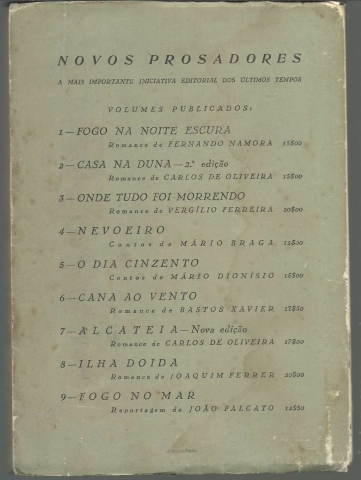 NOVOS PROSADORES
A MAIS IMPORTANTE INICIATIVA EDITORIAL DOS ÚLTIMOS TEMPOS
VOLUMES PUBLICADOS:
1—FOGO NA NOITE ESCURA
Romance de FERNANDO NAMORA 15$00
2—CASA NA DUNA—2.ª edição
Romance de CARLOS DE OLIVEIRA 15$00
3—ONDE TUDO FOI MORRENDO
Romance de VERGÍLIO FERREIRA 20$00
4—NEVOEIRO
Contos de MÁRIO BRAGA 12$00
5—O DIA CINZENTO
Contos de MÁRIO DIONÍSIO 16$00
6—CANA AO VENTO
Romance de BASTOS XAVIER 17$50
7—ALCATEIA—Nova edição
Romance de CARLOS DE OLIVEIRA 17$00
8—ILHA DOIDA
Romance de JOAQUIM FERRER 20$00
9—FOGO NO MAR
Reportagem de JOÃO FALCATO 12$50